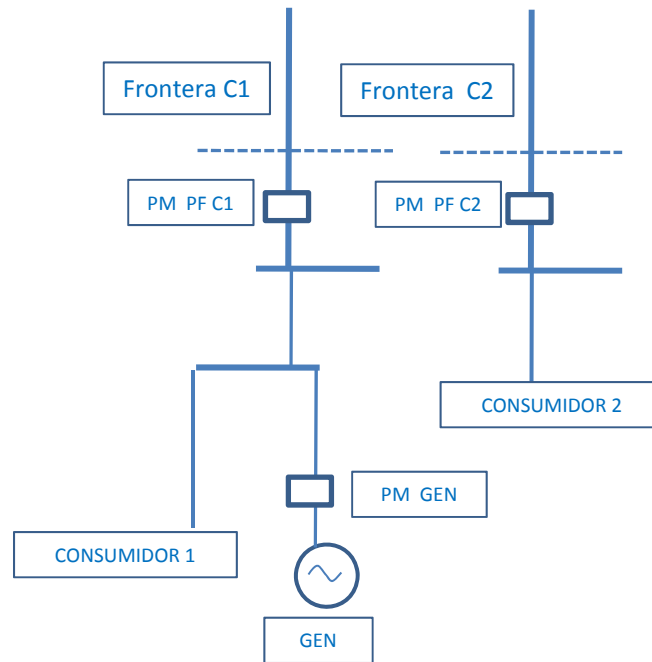 Frontera C1
Frontera C2
PM PF C1
PM PF C2
CONSUMIDOR 2
PM GEN
CONSUMIDOR 1
GEN